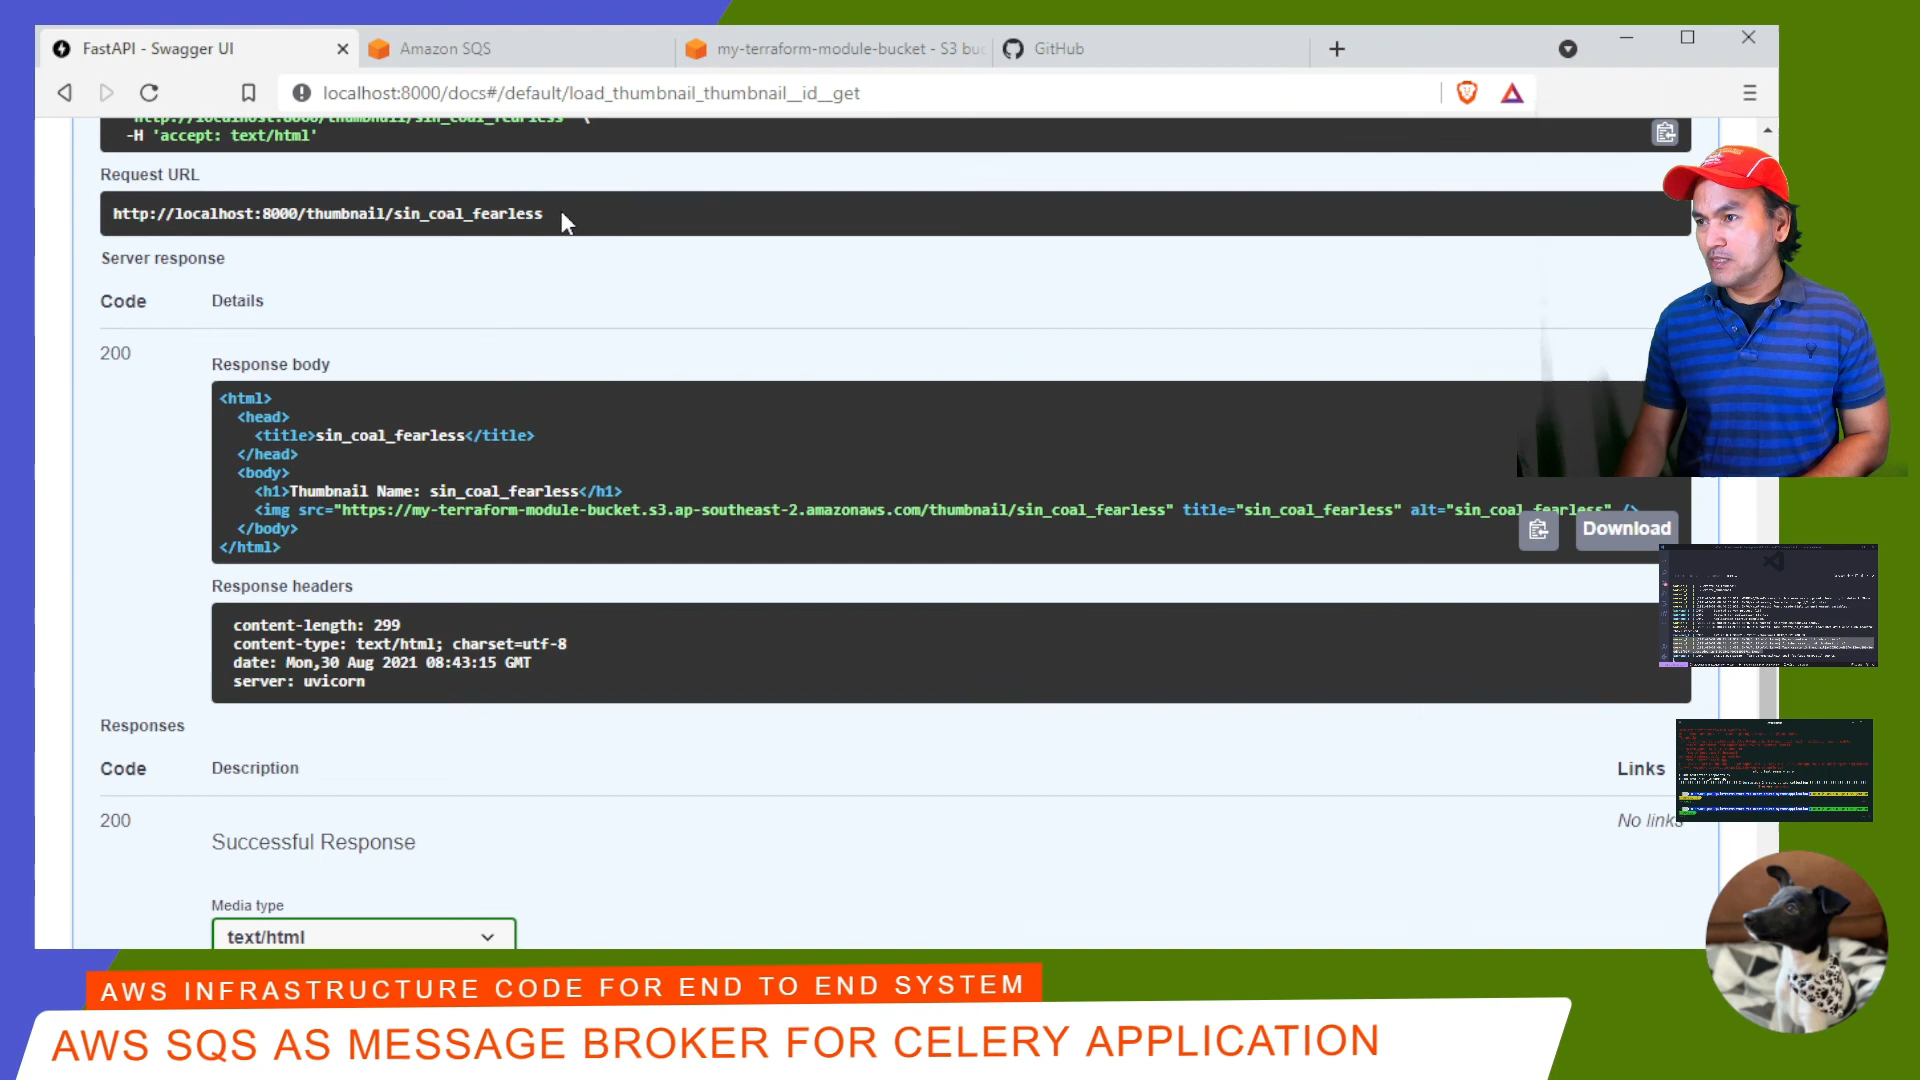 FastAPI - Swagger UI
Amazon SQS
my-terraform-module-bucket - S3 buc
GitHub
localhost:8000/docs#/default/load_thumbnail_thumbnail__id__get
'http://localhost:8000/thumbnail/sin_coal_fearless' \
-H 'accept: text/html'
Request URL
http://localhost:8000/thumbnail/sin_coal_fearless
Server response
Code Details
200
Response body
<html>
<head>
<title>sin_coal_fearless</title>
</head>
<body>
<h1>Thumbnail Name: sin_coal_fearless</h1>
<img src="https://my-terraform-module-bucket.s3.ap-southeast-2.amazonaws.com/thumbnail/sin_coal_fearless" title="sin_coal_fearless" alt="sin_coal_fearless" />
</body>
</html>
Download
Response headers
content-length: 299
content-type: text/html; charset=utf-8
date: Mon,30 Aug 2021 08:43:15 GMT
server: uvicorn
Responses
Code Description Links
200 Successful Response No links
Media type
text/html
AWS INFRASTRUCTURE CODE FOR END TO END SYSTEM
AWS SQS AS MESSAGE BROKER FOR CELERY APPLICATION